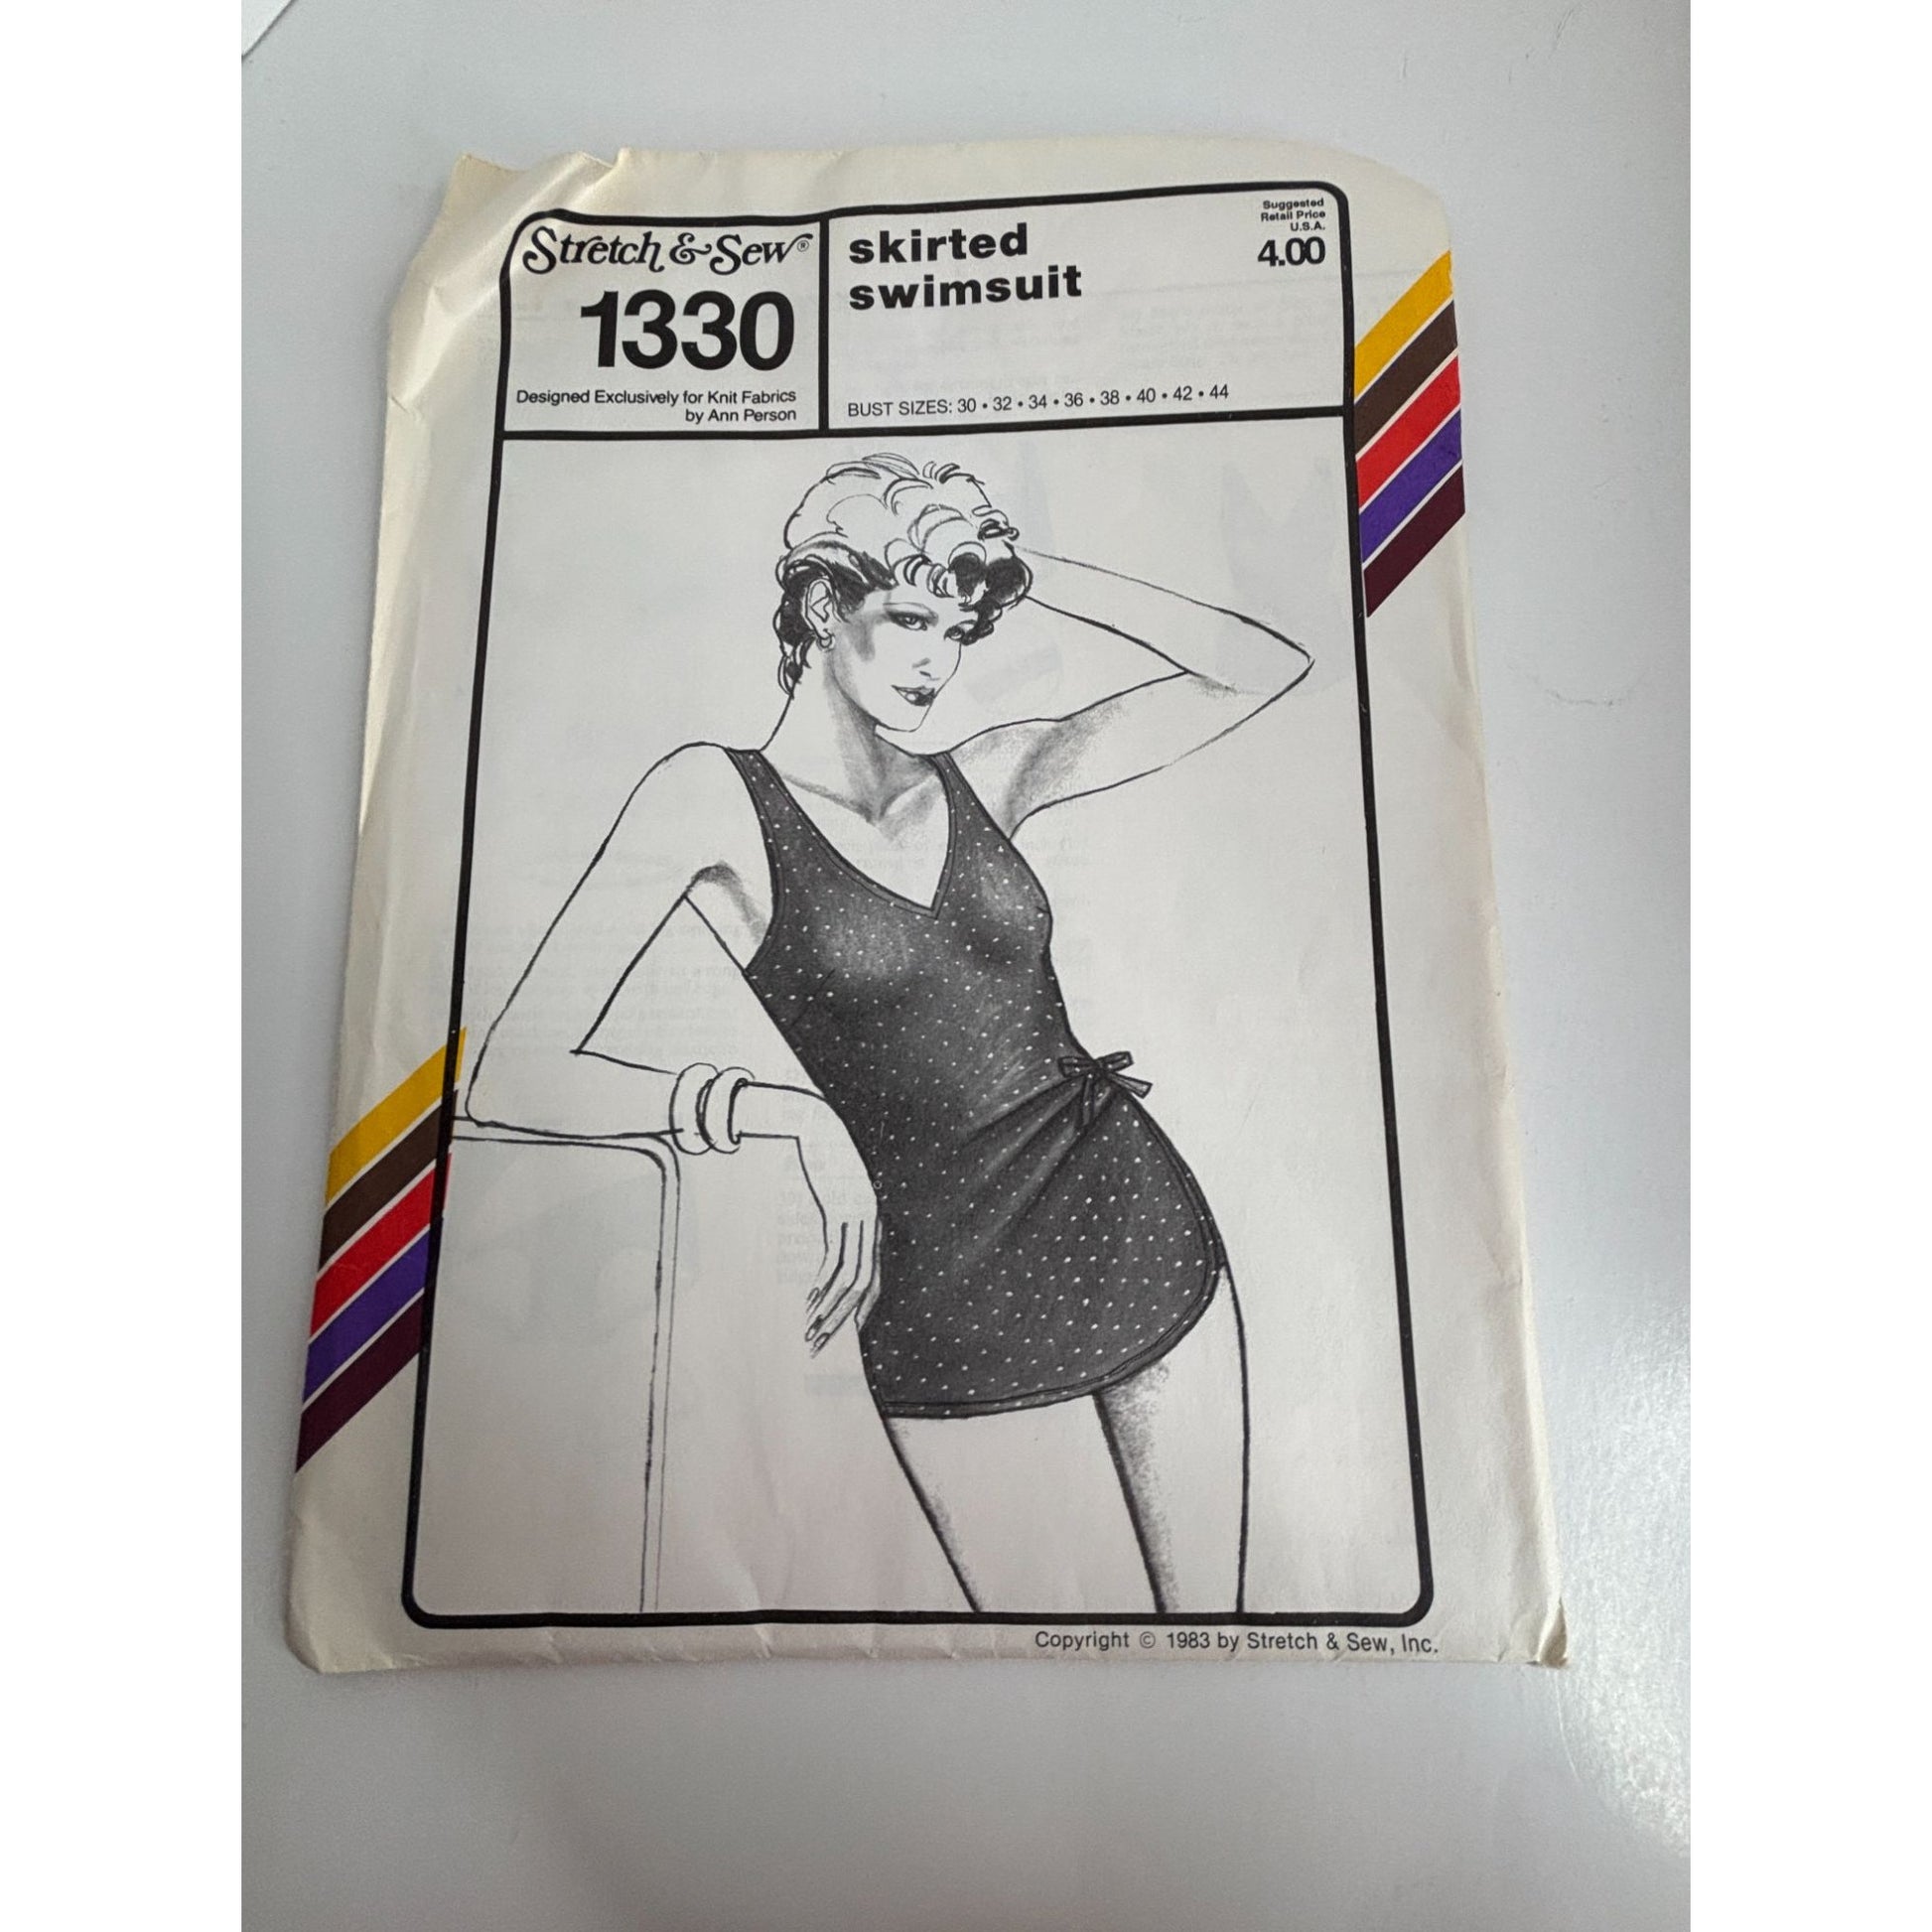 Stretch & Sew®
1330
Designed Exclusively for Knit Fabrics
by Ann Person
skirted
swimsuit
Suggested
Retail Price
U.S.A.
4.00
BUST SIZES: 30 • 32 • 34 • 36 • 38 • 40 • 42 • 44
Copyright © 1983 by Stretch & Sew, Inc.